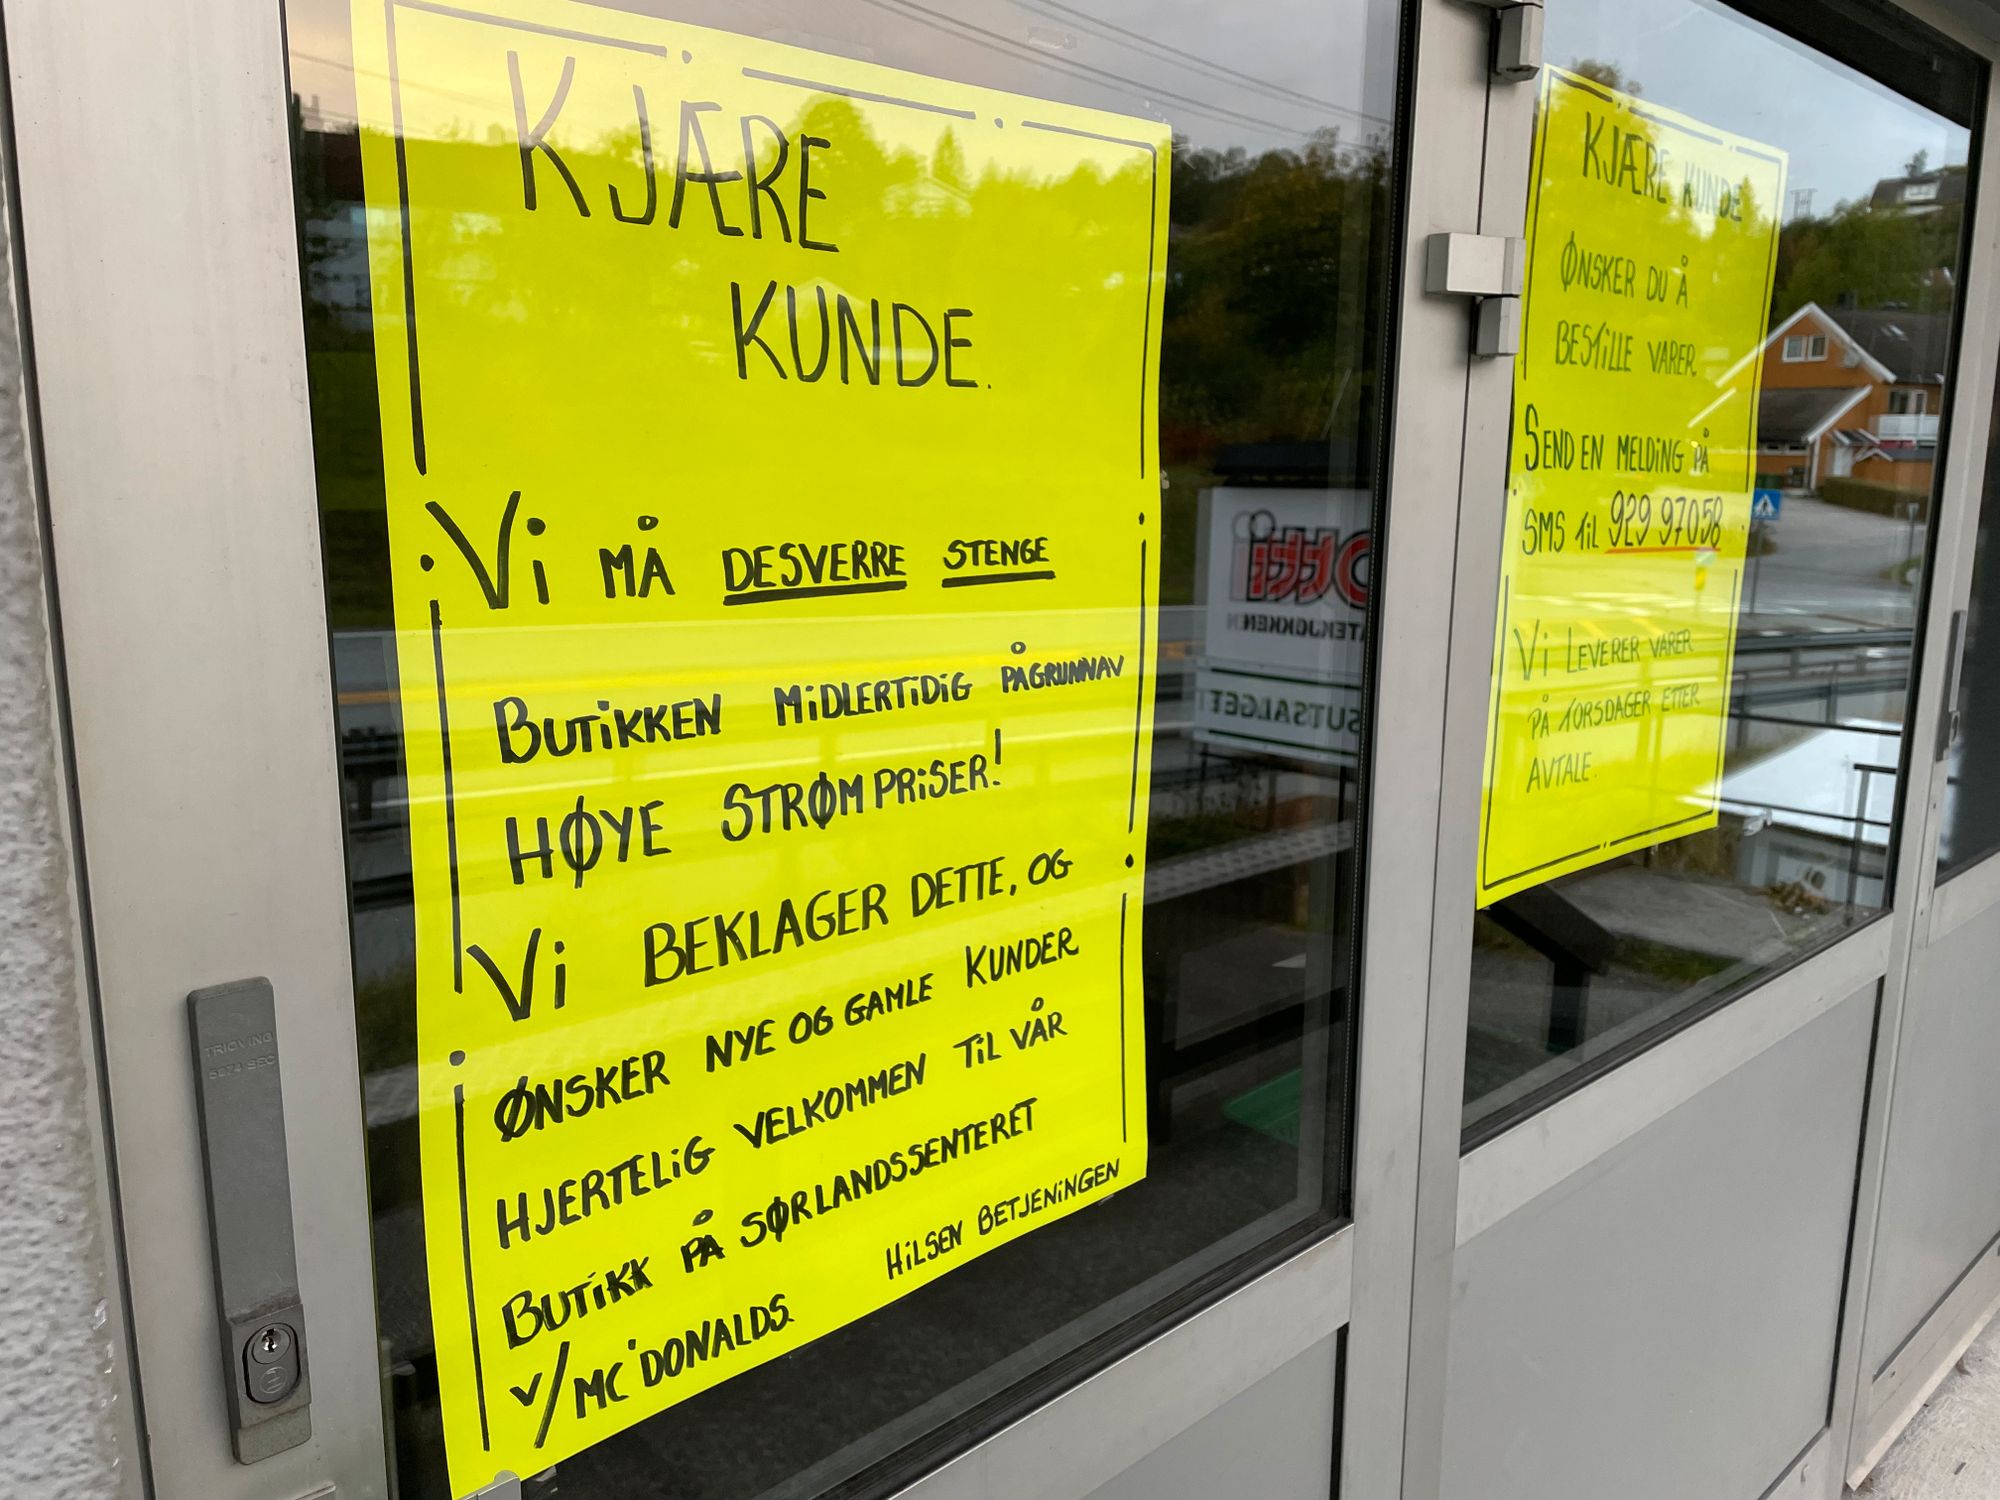 KJÆRE
KUNDE.
Vi MÅ DESVERRE STENGE
BUTIKKEN MIDLERTIDIG PÅGRUNNAV
HØYE STRØMPRISER!
Vi BEKLAGER DETTE, OG
ØNSKER NYE OG GAMLE KUNDER
HJERTELIG VELKOMMEN TIL VÅR
BUTIKK PÅ SØRLANDSSENTERET
V/MC'DONALDS.
HILSEN BETJENINGEN
KJÆRE KUNDE
ØNSKER DU Å
BESTILLE VARER
SEND EN MELDING PÅ
SMS TIL 929 97058
Vi LEVERER VARER
PÅ TORSDAGER ETTER
AVTALE.
TRIOVING